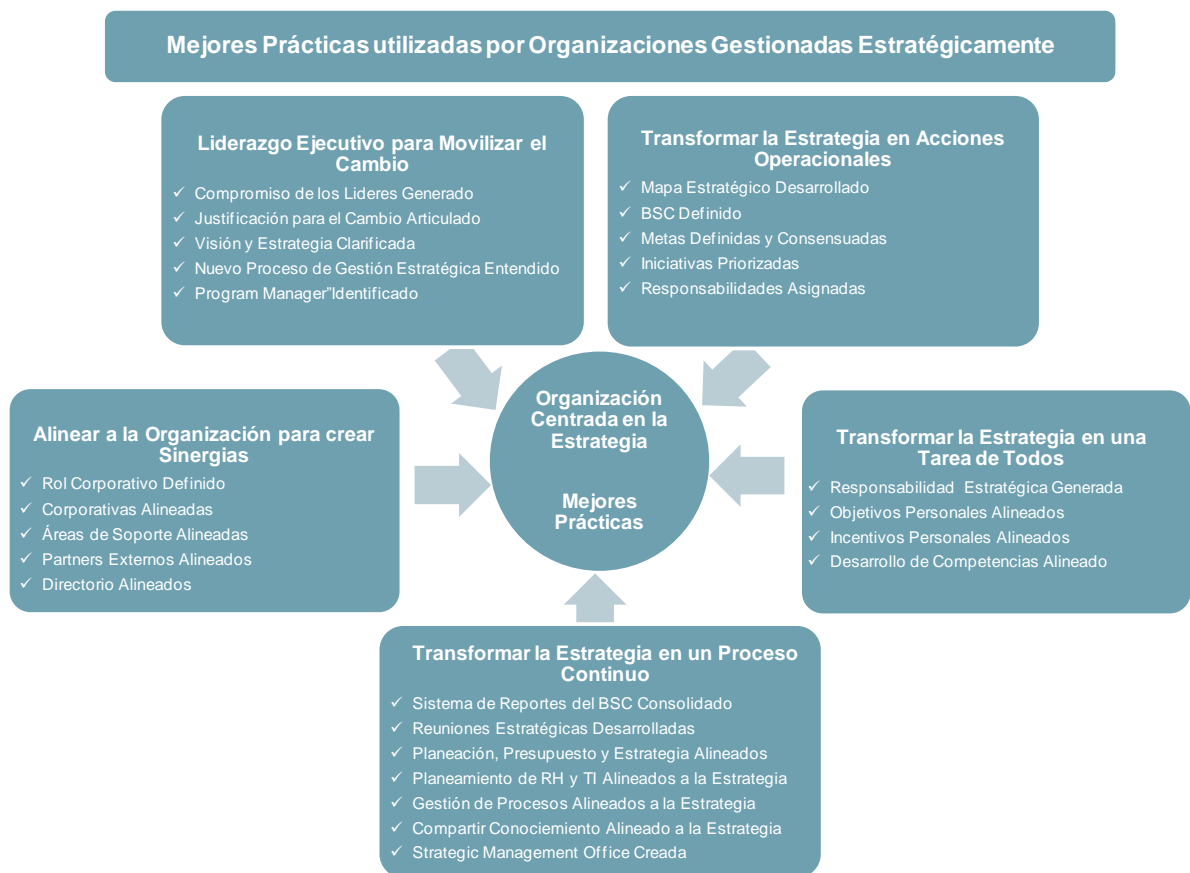 Mejores Prácticas utilizadas por Organizaciones Gestionadas Estratégicamente
Liderazgo Ejecutivo para Movilizar el
Cambio
✓ Compromiso de los Lideres Generado
✓ Justificación para el Cambio Articulado
✓ Visión y Estrategia Clarificada
✓ Nuevo Proceso de Gestión Estratégica Entendido
✓ Program Manager”Identificado
Transformar la Estrategia en Acciones
Operacionales
✓ Mapa Estratégico Desarrollado
✓ BSC Definido
✓ Metas Definidas y Consensuadas
✓ Iniciativas Priorizadas
✓ Responsabilidades Asignadas
Alinear a la Organización para crear
Sinergias
✓ Rol Corporativo Definido
✓ Corporativas Alineadas
✓ Áreas de Soporte Alineadas
✓ Partners Externos Alineados
✓ Directorio Alineados
Organización
Centrada en la
Estrategia
Mejores
Prácticas
Transformar la Estrategia en una
Tarea de Todos
✓ Responsabilidad Estratégica Generada
✓ Objetivos Personales Alineados
✓ Incentivos Personales Alineados
✓ Desarrollo de Competencias Alineado
Transformar la Estrategia en un Proceso
Continuo
✓ Sistema de Reportes del BSC Consolidado
✓ Reuniones Estratégicas Desarrolladas
✓ Planeación, Presupuesto y Estrategia Alineados
✓ Planeamiento de RH y TI Alineados a la Estrategia
✓ Gestión de Procesos Alineados a la Estrategia
✓ Compartir Conociemiento Alineado a la Estrategia
✓ Strategic Management Office Creada